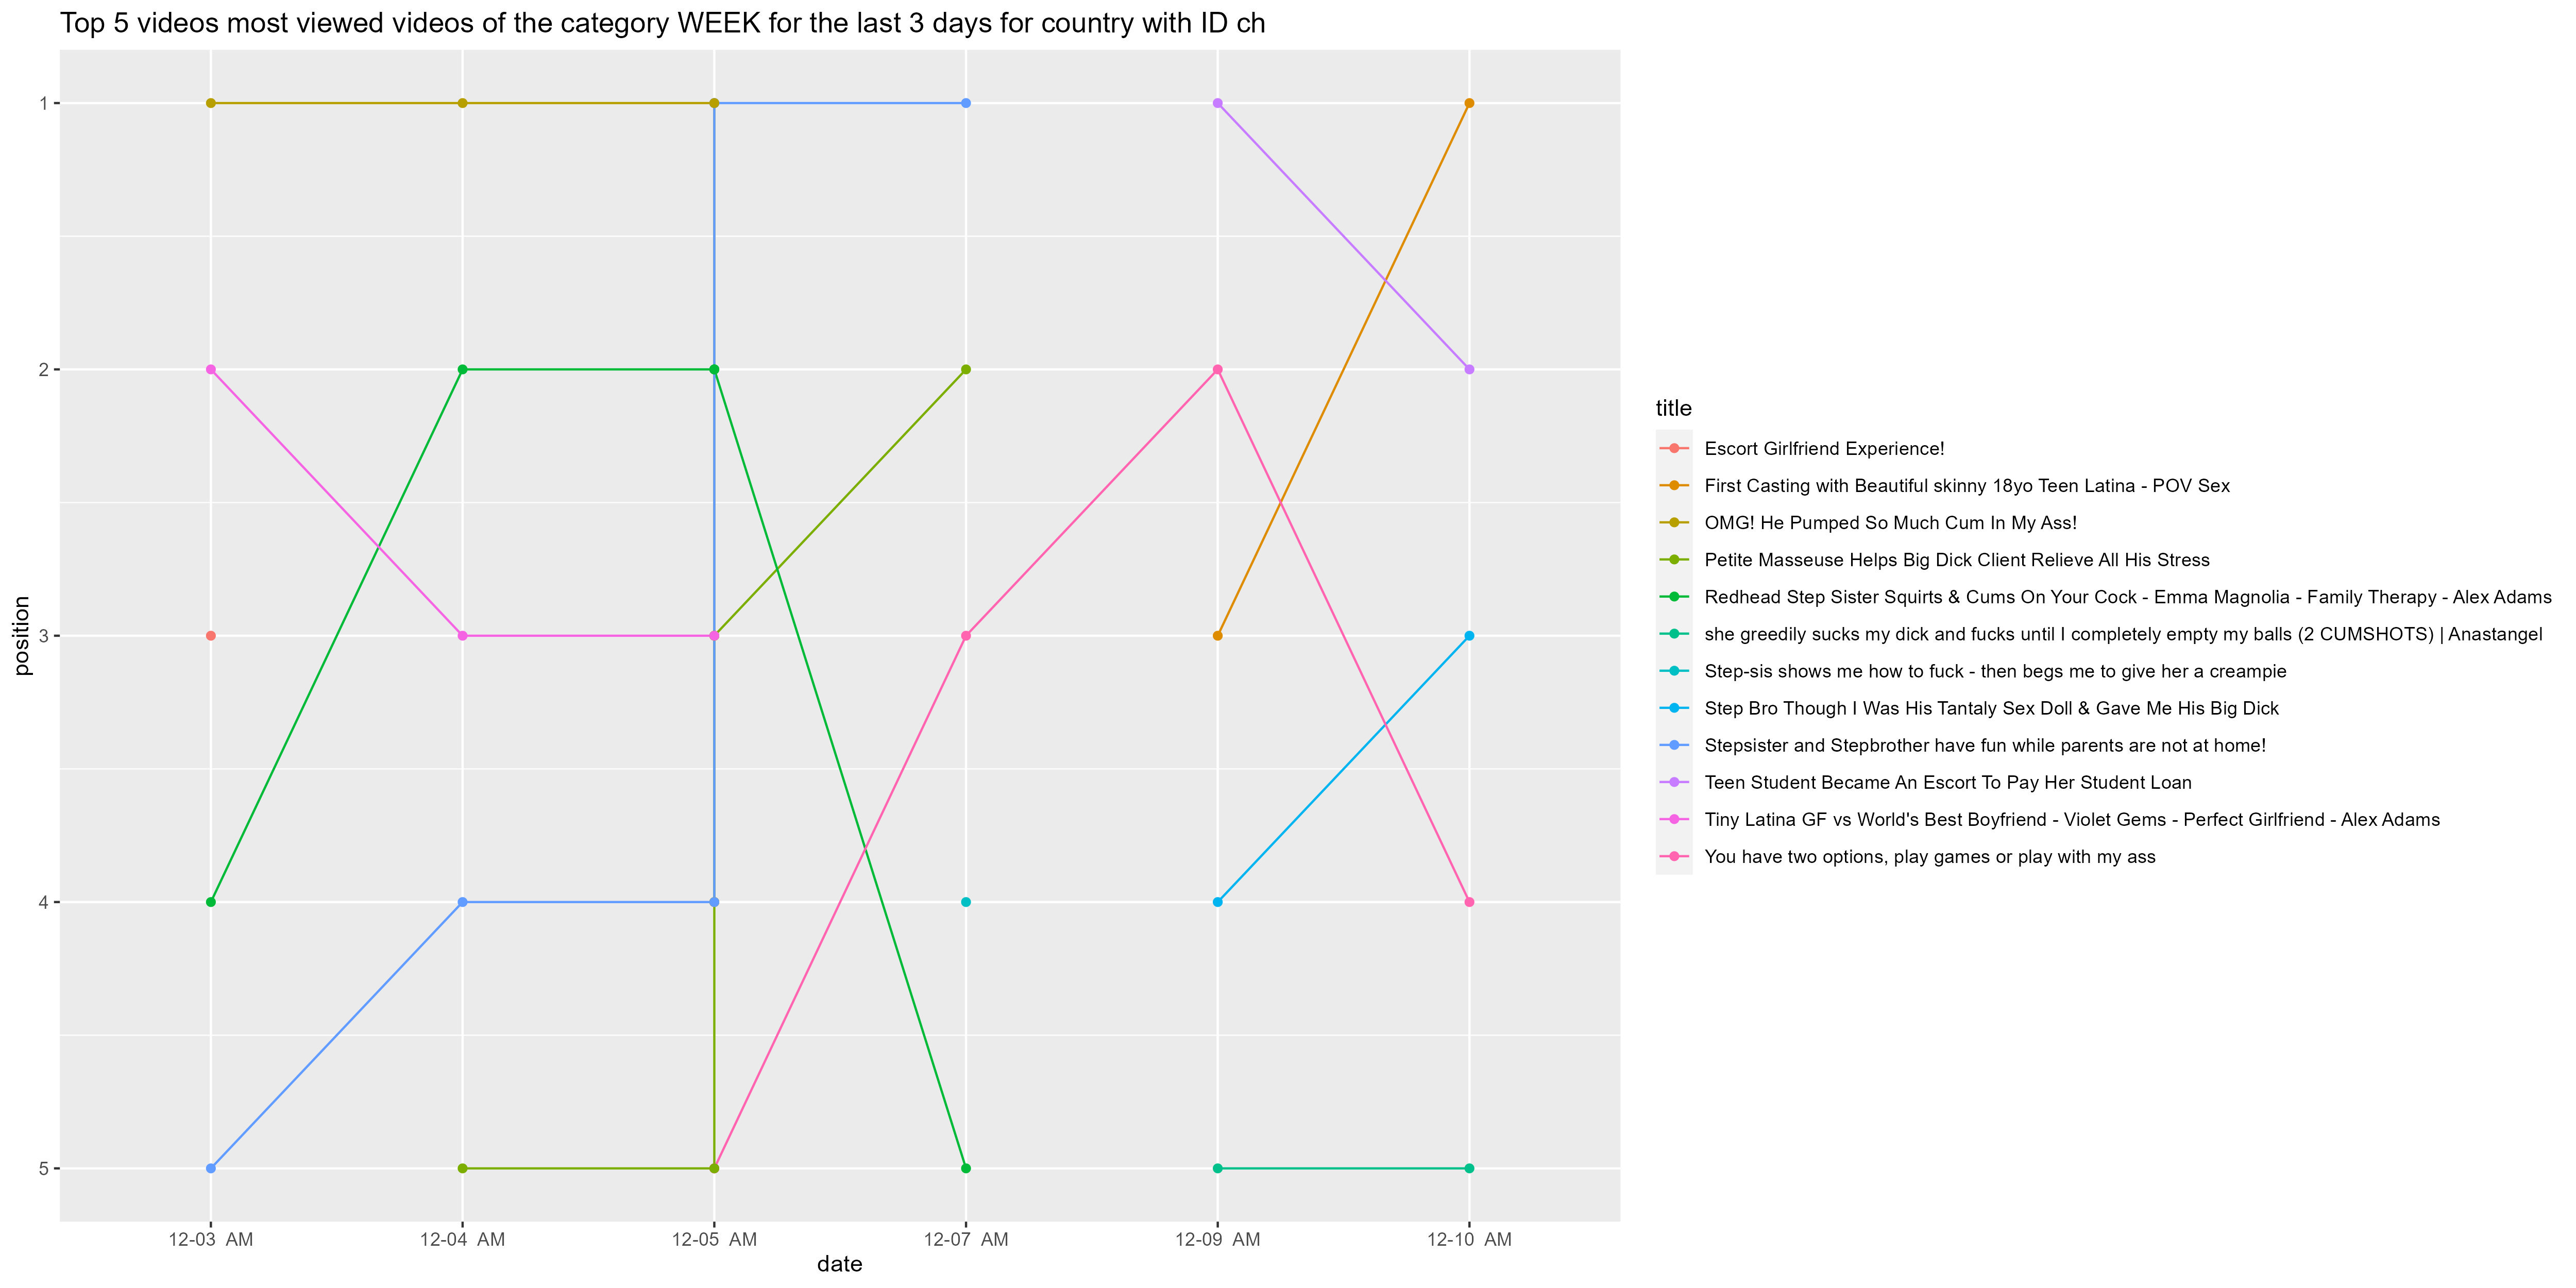 Top 5 videos most viewed videos of the category WEEK for the last 3 days for country with ID ch
position
1
2
3
4
5
12-03 AM
12-04 AM
12-05 AM
12-07 AM
12-09 AM
12-10 AM
date
title
Escort Girlfriend Experience!
First Casting with Beautiful skinny 18yo Teen Latina - POV Sex
OMG! He Pumped So Much Cum In My Ass!
Petite Masseuse Helps Big Dick Client Relieve All His Stress
Redhead Step Sister Squirts & Cums On Your Cock - Emma Magnolia - Family Therapy - Alex Adams
she greedily sucks my dick and fucks until I completely empty my balls (2 CUMSHOTS) | Anastangel
Step-sis shows me how to fuck - then begs me to give her a creampie
Step Bro Though I Was His Tantaly Sex Doll & Gave Me His Big Dick
Stepsister and Stepbrother have fun while parents are not at home!
Teen Student Became An Escort To Pay Her Student Loan
Tiny Latina GF vs World's Best Boyfriend - Violet Gems - Perfect Girlfriend - Alex Adams
You have two options, play games or play with my ass